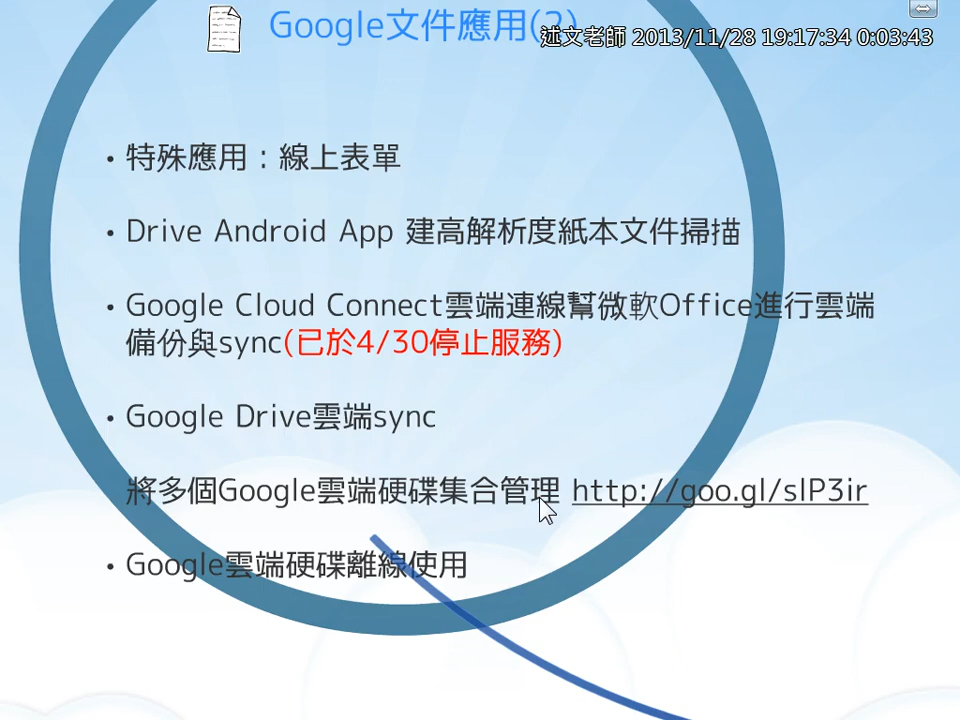 Google文件應用(2)
述文老師 2013/11/28 19:17:34 0:03:43
• 特殊應用：線上表單
• Drive Android App 建高解析度紙本文件掃描
• Google Cloud Connect雲端連線幫微軟Office進行雲端
備份與sync(已於4/30停止服務)
• Google Drive雲端sync
將多個Google雲端硬碟集合管理 http://goo.gl/slP3ir
• Google雲端硬碟離線使用